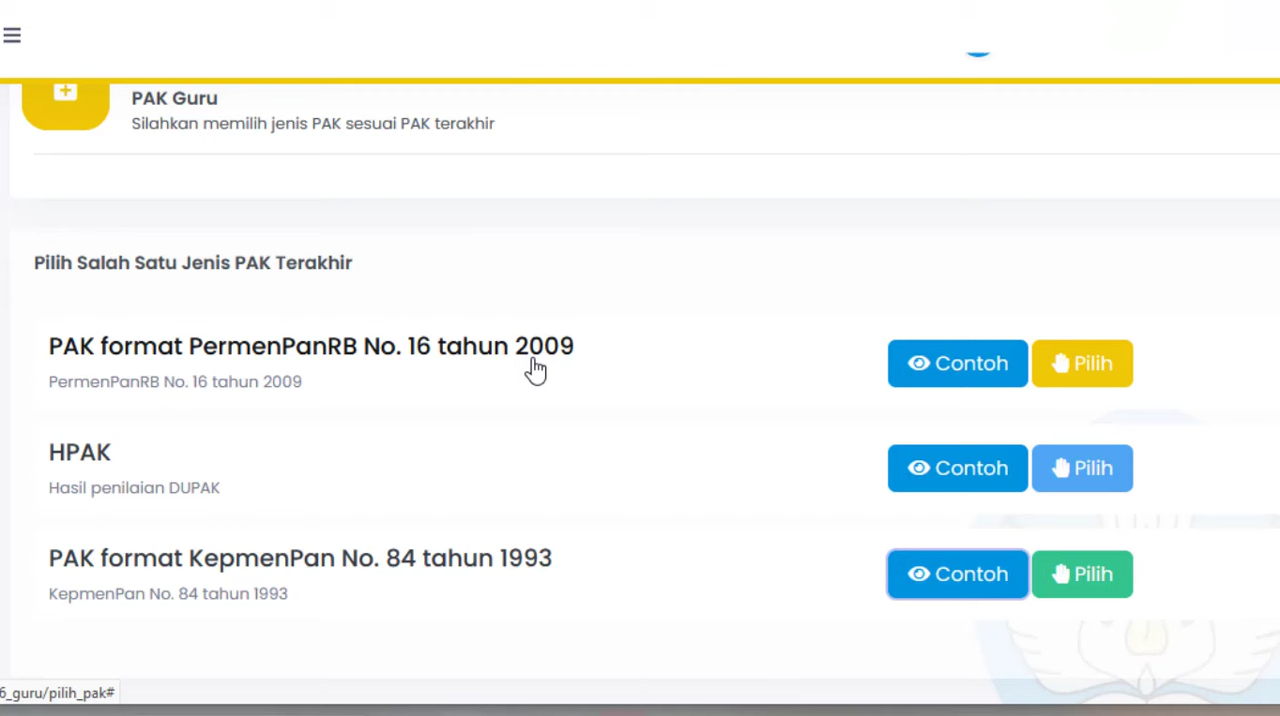 PAK Guru
Silahkan memilih jenis PAK sesuai PAK terakhir
Pilih Salah Satu Jenis PAK Terakhir
PAK format PermenPanRB No. 16 tahun 2009
PermenPanRB No. 16 tahun 2009
Contoh Pilih
HPAK
Hasil penilaian DUPAK
Contoh Pilih
PAK format KepmenPan No. 84 tahun 1993
KepmenPan No. 84 tahun 1993
Contoh Pilih
6_guru/pilih_pak#